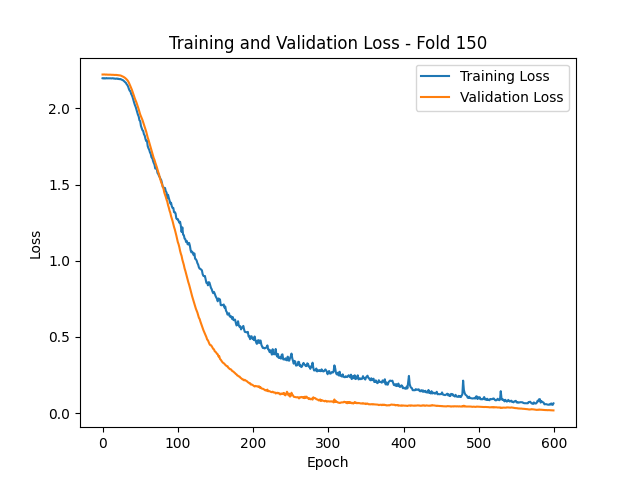 Training and Validation Loss - Fold 150
Training Loss
Validation Loss
2.0
1.5
1.0
0.5
0.0
Loss
0 100 200 300 400 500 600
Epoch